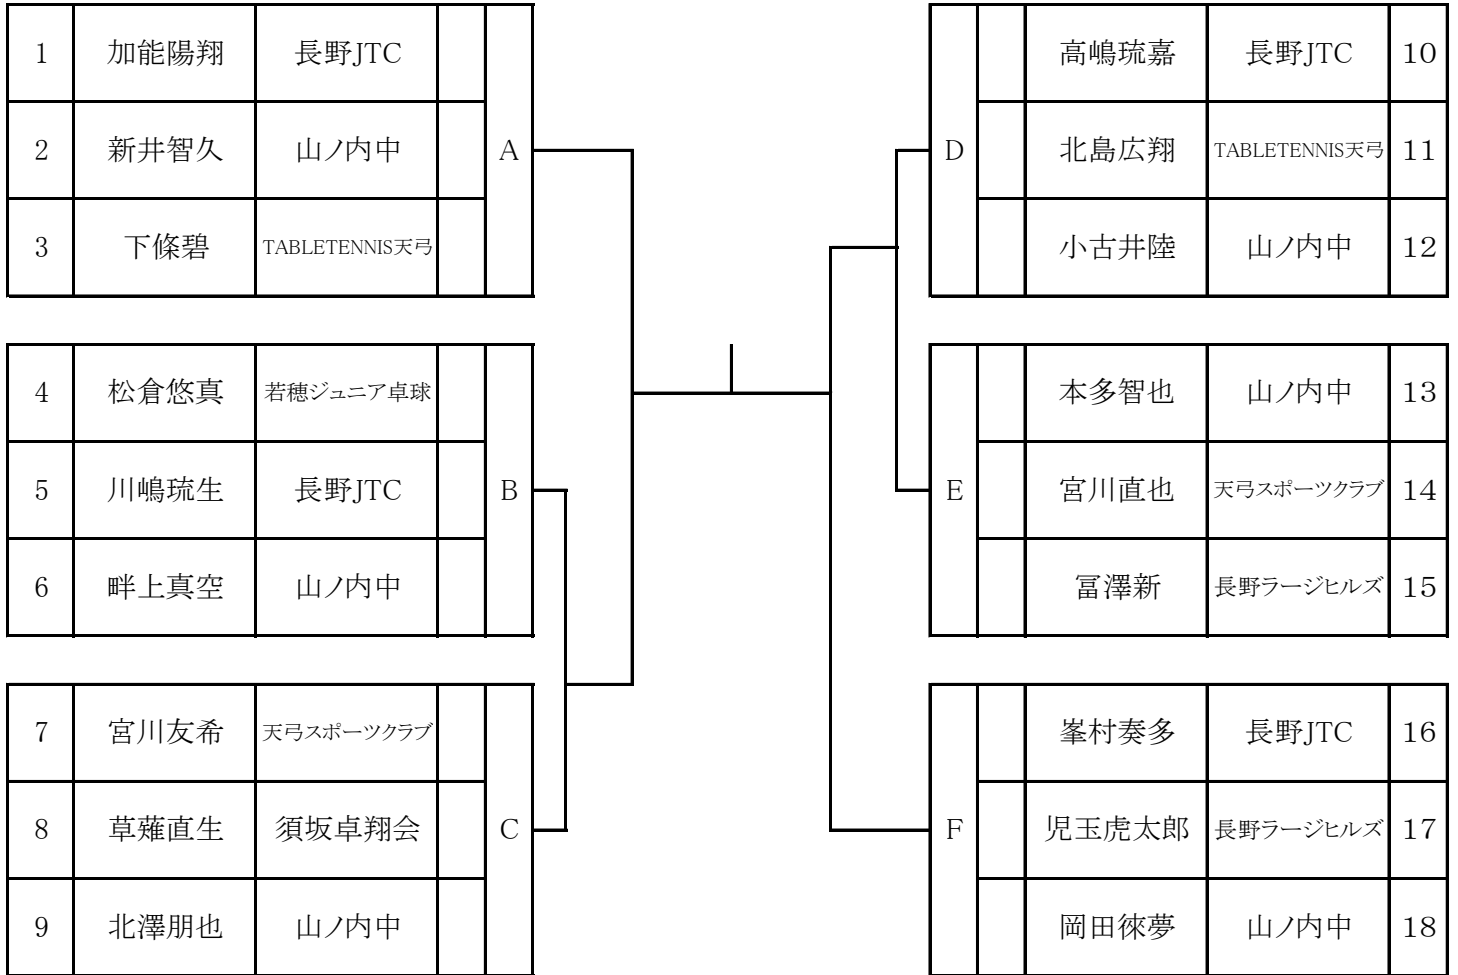 1 加能陽翔 長野JTC
2 新井智久 山ノ内中 A
3 下條碧 TABLETENNIS天弓
4 松倉悠真 若穂ジュニア卓球
5 川嶋琉生 長野JTC B
6 畔上真空 山ノ内中
7 宮川友希 天弓スポーツクラブ
8 草薙直生 須坂卓翔会 C
9 北澤朋也 山ノ内中
高嶋琉嘉 長野JTC 10
D 北島広翔 TABLETENNIS天弓 11
小古井陸 山ノ内中 12
本多智也 山ノ内中 13
E 宮川直也 天弓スポーツクラブ 14
冨澤新 長野ラージヒルズ 15
峯村奏多 長野JTC 16
F 児玉虎太郎 長野ラージヒルズ 17
岡田徠夢 山ノ内中 18